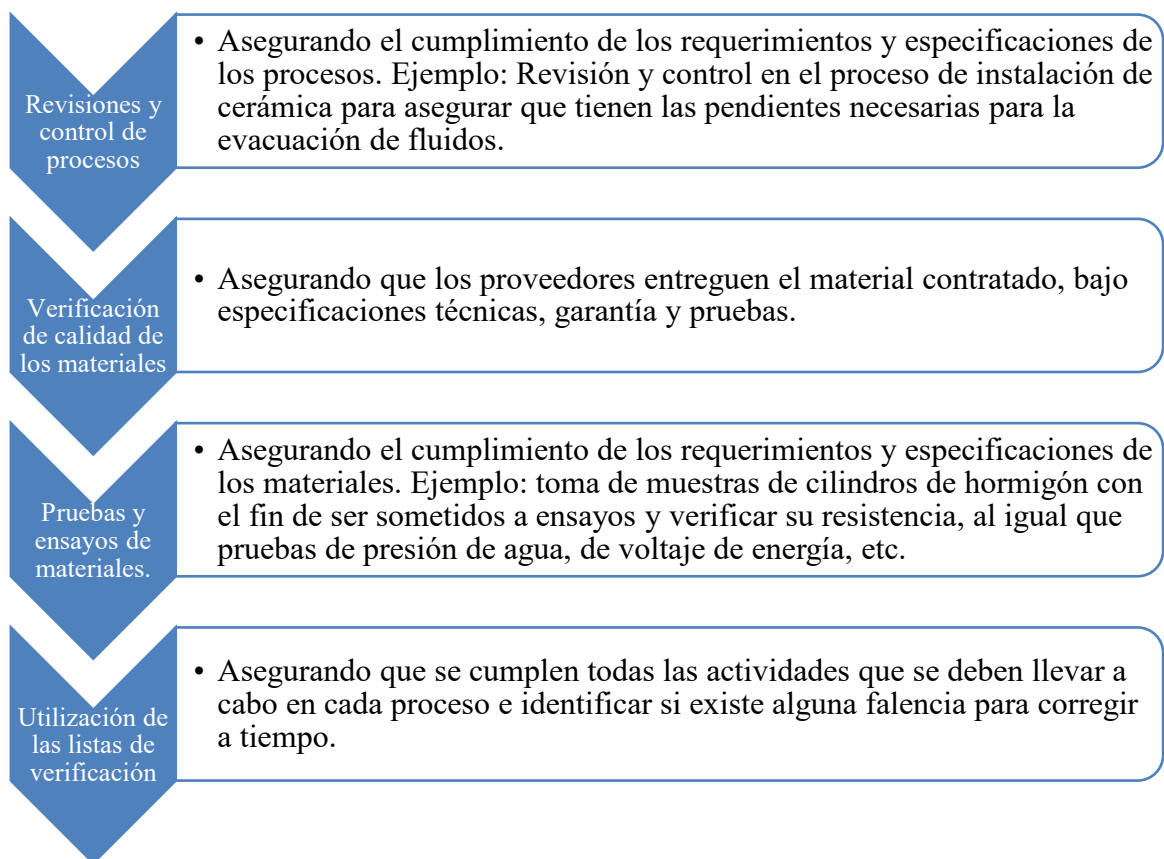 Revisiones y
control de
procesos
• Asegurando el cumplimiento de los requerimientos y especificaciones de
los procesos. Ejemplo: Revisión y control en el proceso de instalación de
cerámica para asegurar que tienen las pendientes necesarias para la
evacuación de fluidos.
Verificación
de calidad de
los materiales
• Asegurando que los proveedores entreguen el material contratado, bajo
especificaciones técnicas, garantía y pruebas.
Pruebas y
ensayos de
materiales.
• Asegurando el cumplimiento de los requerimientos y especificaciones de
los materiales. Ejemplo: toma de muestras de cilindros de hormigón con
el fin de ser sometidos a ensayos y verificar su resistencia, al igual que
pruebas de presión de agua, de voltaje de energía, etc.
Utilización de
las listas de
verificación
• Asegurando que se cumplen todas las actividades que se deben llevar a
cabo en cada proceso e identificar si existe alguna falencia para corregir
a tiempo.